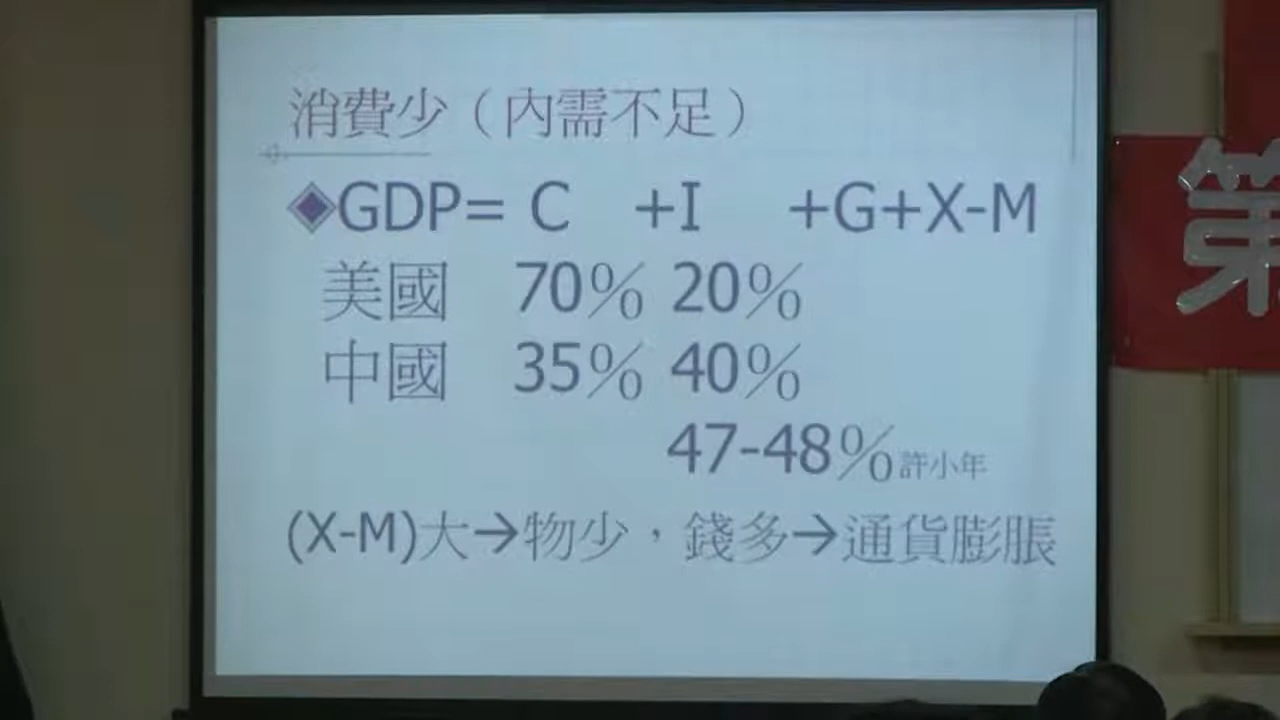 消費少（內需不足）
GDP= C +I +G+X-M
美國 70% 20%
中國 35% 40%
47-48%許小年
(X-M)大→物少，錢多→通貨膨脹
第